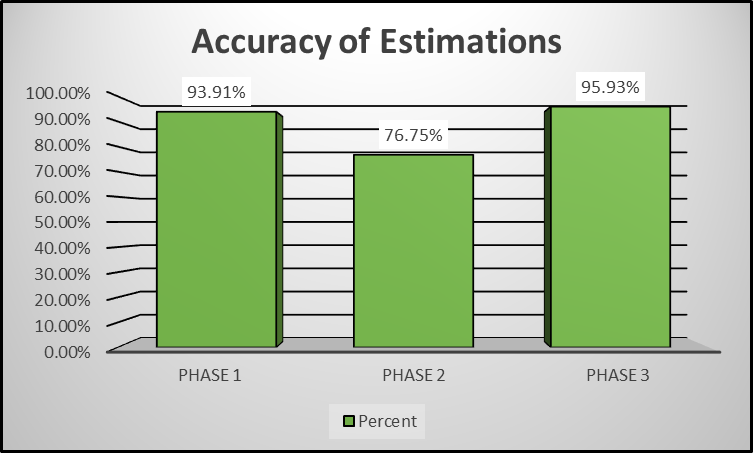 Accuracy of Estimations
100.00%
90.00%
80.00%
70.00%
60.00%
50.00%
40.00%
30.00%
20.00%
10.00%
0.00%
93.91%
76.75%
95.93%
PHASE 1
PHASE 2
PHASE 3
Percent